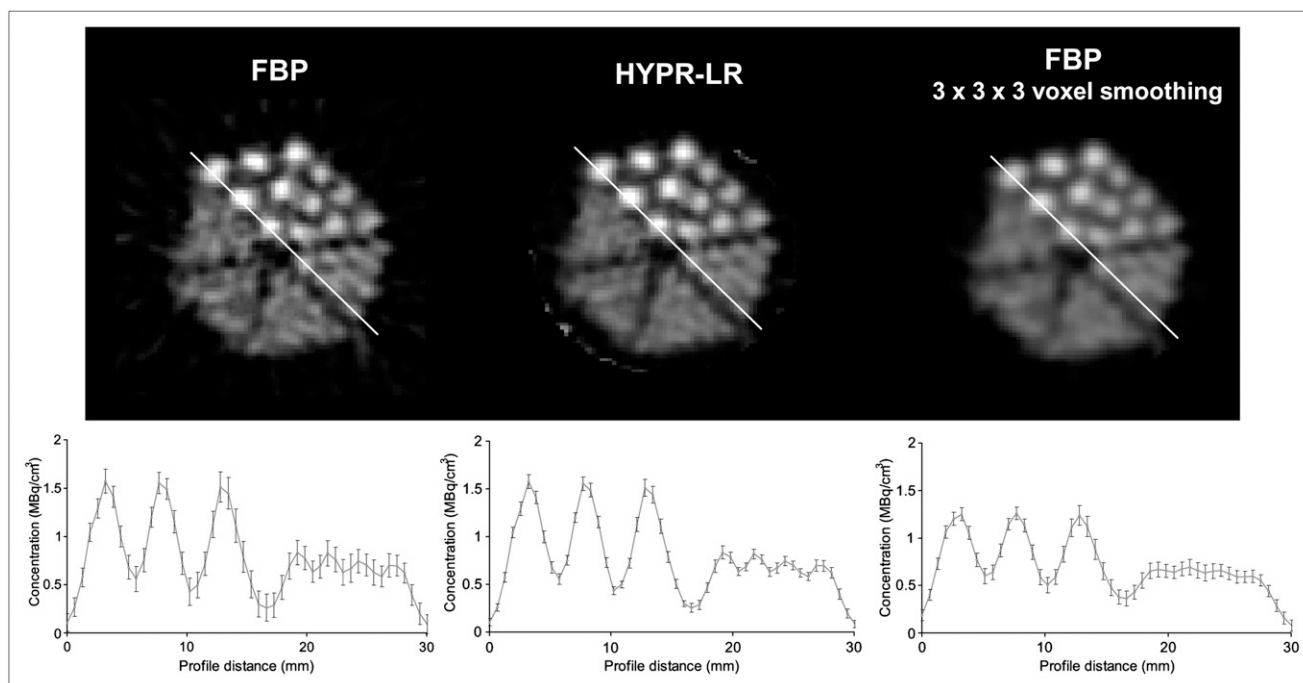 FBP
HYPR-LR
FBP
3 x 3 x 3 voxel smoothing
Concentration (MBq/cm³)
2
1.5
1
0.5
0
0
10
20
30
Profile distance (mm)
Concentration (MBq/cm³)
2
1.5
1
0.5
0
0
10
20
30
Profile distance (mm)
Concentration (MBq/cm³)
2
1.5
1
0.5
0
0
10
20
30
Profile distance (mm)